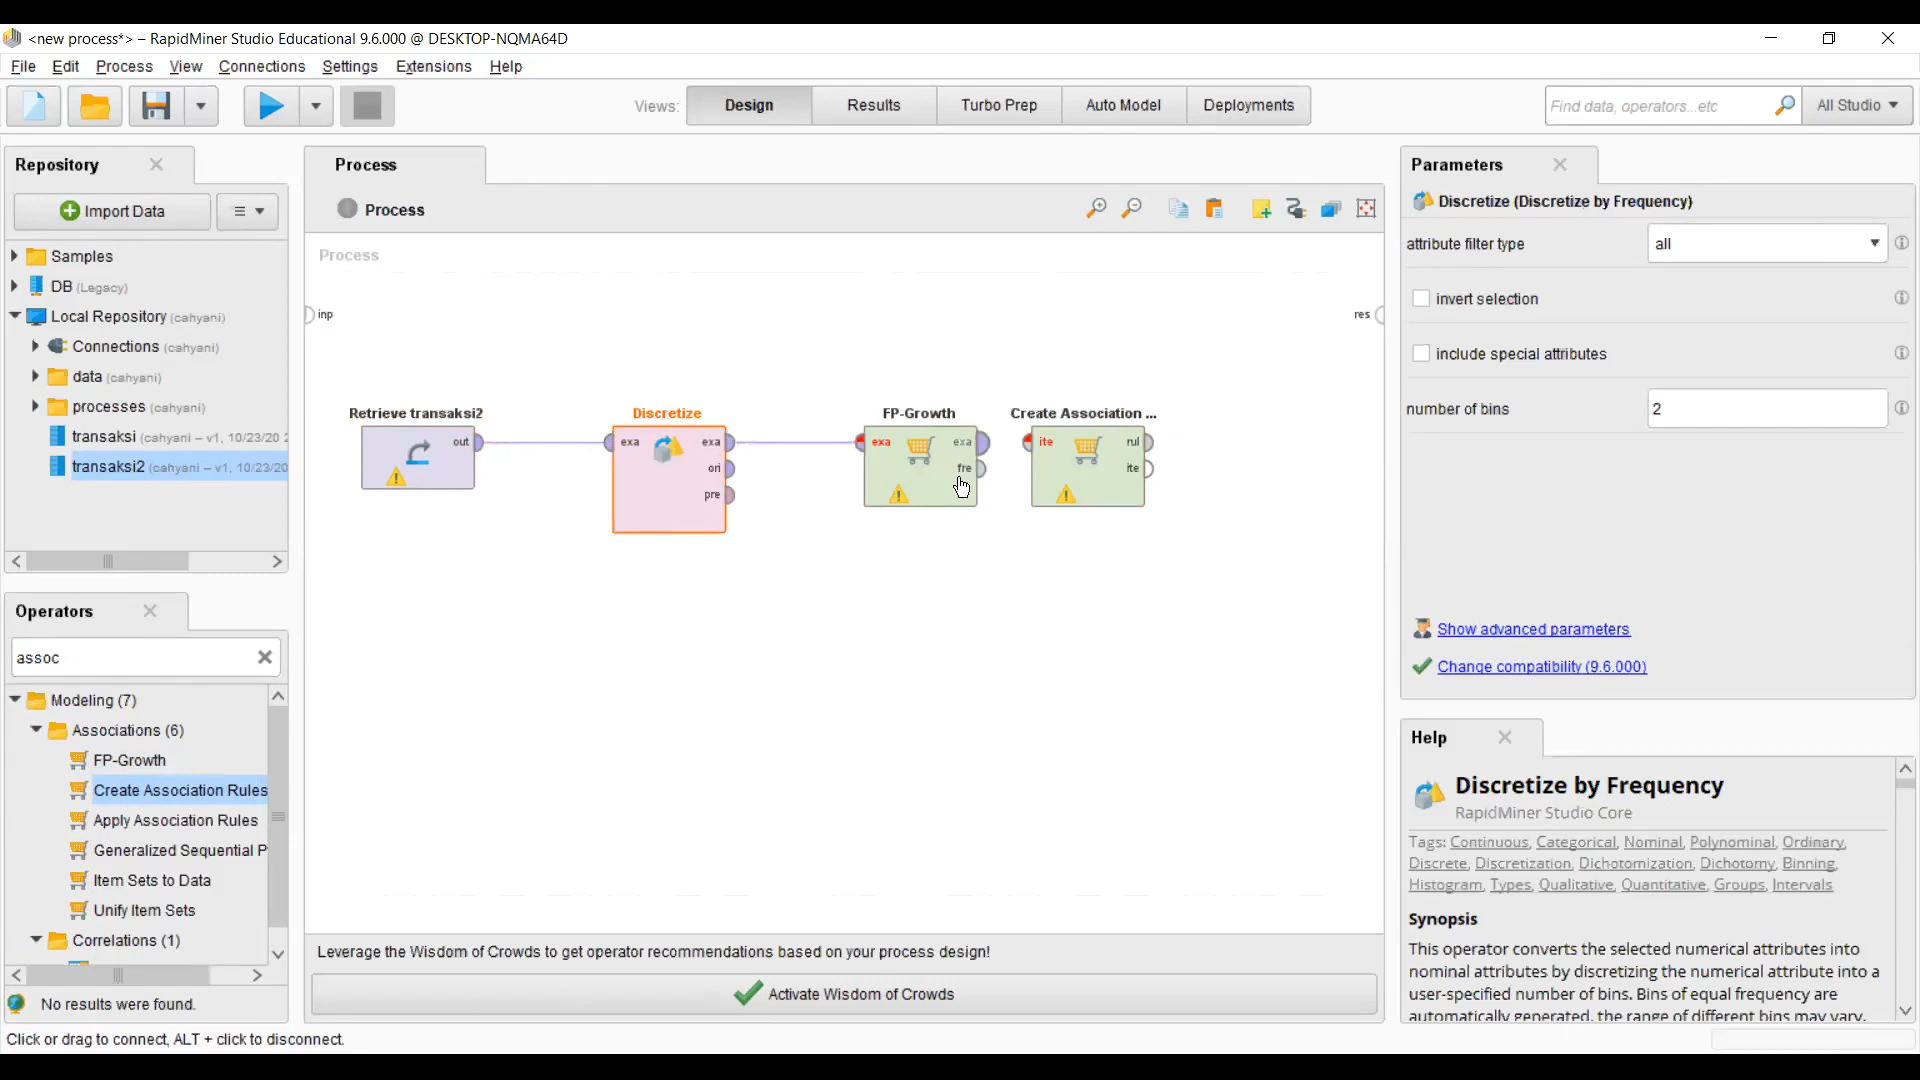 <new process*> – RapidMiner Studio Educational 9.6.000 @ DESKTOP-NQMA64D
File Edit Process View Connections Settings Extensions Help
Views: Design Results Turbo Prep Auto Model Deployments
Find data, operators...etc
All Studio
Repository
Import Data
Samples
DB (Legacy)
Local Repository (cahyani)
Connections (cahyani)
data (cahyani)
processes (cahyani)
transaksi (cahyani – v1, 10/23/20 2
transaksi2 (cahyani – v1, 10/23/20
Operators
assoc
Modeling (7)
Associations (6)
FP-Growth
Create Association Rules
Apply Association Rules
Generalized Sequential P
Item Sets to Data
Unify Item Sets
Correlations (1)
No results were found.
Click or drag to connect, ALT + click to disconnect.
Process
Process
Process
inp
res
Retrieve transaksi2
out
Discretize
exa exa
ori
pre
FP-Growth
exa exa
fre
Create Association ...
ite rul
ite
Leverage the Wisdom of Crowds to get operator recommendations based on your process design!
Activate Wisdom of Crowds
Parameters
Discretize (Discretize by Frequency)
attribute filter type all
invert selection
include special attributes
number of bins 2
Show advanced parameters
Change compatibility (9.6.000)
Help
Discretize by Frequency
RapidMiner Studio Core
Tags: Continuous, Categorical, Nominal, Polynominal, Ordinary,
Discrete, Discretization, Dichotomization, Dichotomy, Binning,
Histogram, Types, Qualitative, Quantitative, Groups, Intervals
Synopsis
This operator converts the selected numerical attributes into
nominal attributes by discretizing the numerical attribute into a
user-specified number of bins. Bins of equal frequency are
automatically generated, the range of different bins may vary.